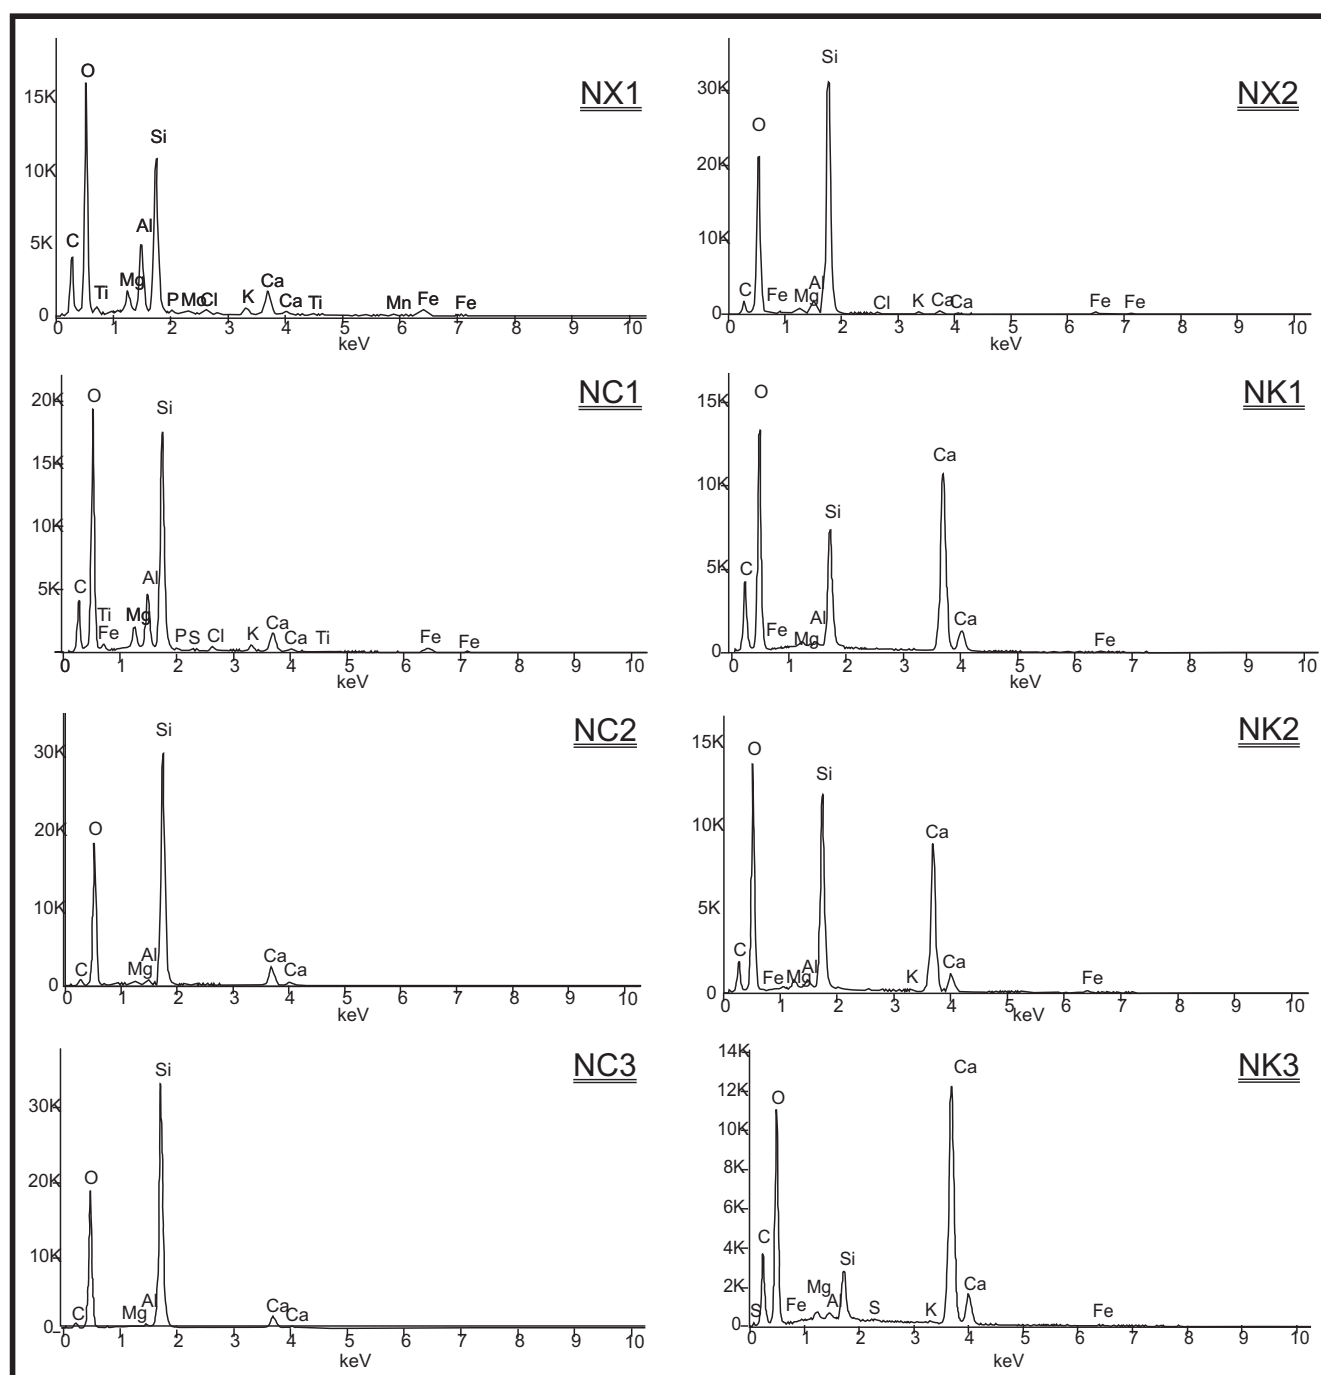 NX1
15K
10K
5K
0
O
Si
C
Al
Ti
Mg
P Mo Cl
K
Ca
Ca Ti
Mn Fe Fe
0 1 2 3 4 5 6 7 8 9 10
keV
NX2
30K
20K
10K
0
Si
O
C
Fe
Mg
Al
Cl
K Ca Ca
Fe Fe
0 1 2 3 4 5 6 7 8 9 10
keV
NC1
20K
15K
10K
5K
0
O
Si
C
Al
Ti
Fe
Mg
P S Cl
K
Ca
Ca Ti
Fe Fe
0 1 2 3 4 5 6 7 8 9 10
keV
NK1
15K
10K
5K
0
O
Ca
Si
C
Fe
Mg
Al
Ca
Fe
0 1 2 3 4 5 6 7 8 9 10
keV
NC2
30K
20K
10K
0
Si
O
C
Mg
Al
Ca
Ca
0 1 2 3 4 5 6 7 8 9 10
keV
NK2
15K
10K
5K
0
O
Si
Ca
C
Fe
Mg
Al
K
Ca
Fe
0 1 2 3 4 5 6 7 8 9 10
keV
NC3
30K
20K
10K
0
Si
O
C
Mg
Al
Ca
Ca
0 1 2 3 4 5 6 7 8 9 10
keV
NK3
14K
12K
10K
8K
6K
4K
2K
0
Ca
O
C
Si
S
Fe
Mg
Al
S
K
Ca
Fe
0 1 2 3 4 5 6 7 8 9 10
keV